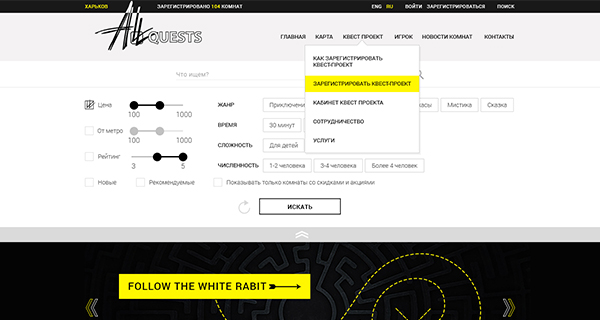 ХАРЬКОВ ЗАРЕГИСТРИРОВАНО 104 КОМНАТ ENG RU ВОЙТИ ЗАРЕГИСТРИРОВАТЬСЯ ПОИСК
ALL QUESTS
ГЛАВНАЯ КАРТА КВЕСТ ПРОЕКТ ИГРОК НОВОСТИ КОМНАТ КОНТАКТЫ
КАК ЗАРЕГИСТРИРОВАТЬ
КВЕСТ-ПРОЕКТ
ЗАРЕГИСТРИРОВАТЬ КВЕСТ-ПРОЕКТ
КАБИНЕТ КВЕСТ ПРОЕКТА
СОТРУДНИЧЕСТВО
УСЛУГИ
Что ищем?
Цена
100 1000
От метро
100 1000
Рейтинг
3 5
Новые Рекомендуемые Показывать только комнаты со скидками и акциями
ЖАНР Приключени Мистика Сказка
ВРЕМЯ 30 минут
СЛОЖНОСТЬ Для детей
ЧИСЛЕННОСТЬ 1-2 человека 3-4 человека Более 4 человек
ИСКАТЬ
FOLLOW THE WHITE RABIT